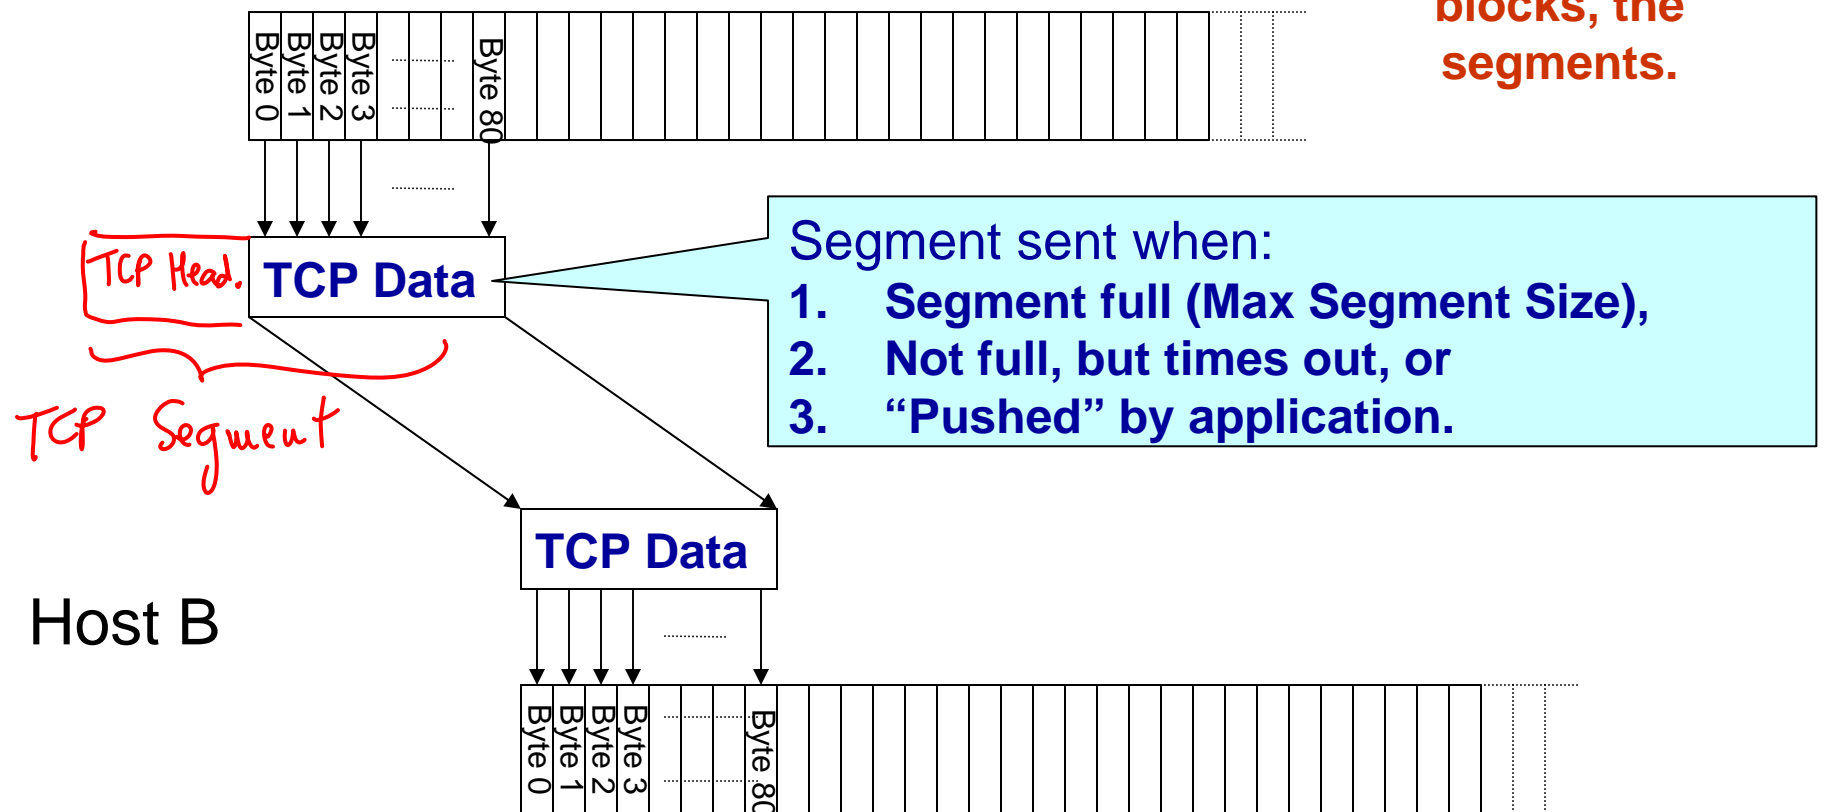 blocks, the
segments.
Byte 0
Byte 1
Byte 2
Byte 3
Byte 80
TCP Head.
TCP Data
Segment sent when:
1. Segment full (Max Segment Size),
2. Not full, but times out, or
3. “Pushed” by application.
TCP Segment
TCP Data
Host B
Byte 0
Byte 1
Byte 2
Byte 3
Byte 80